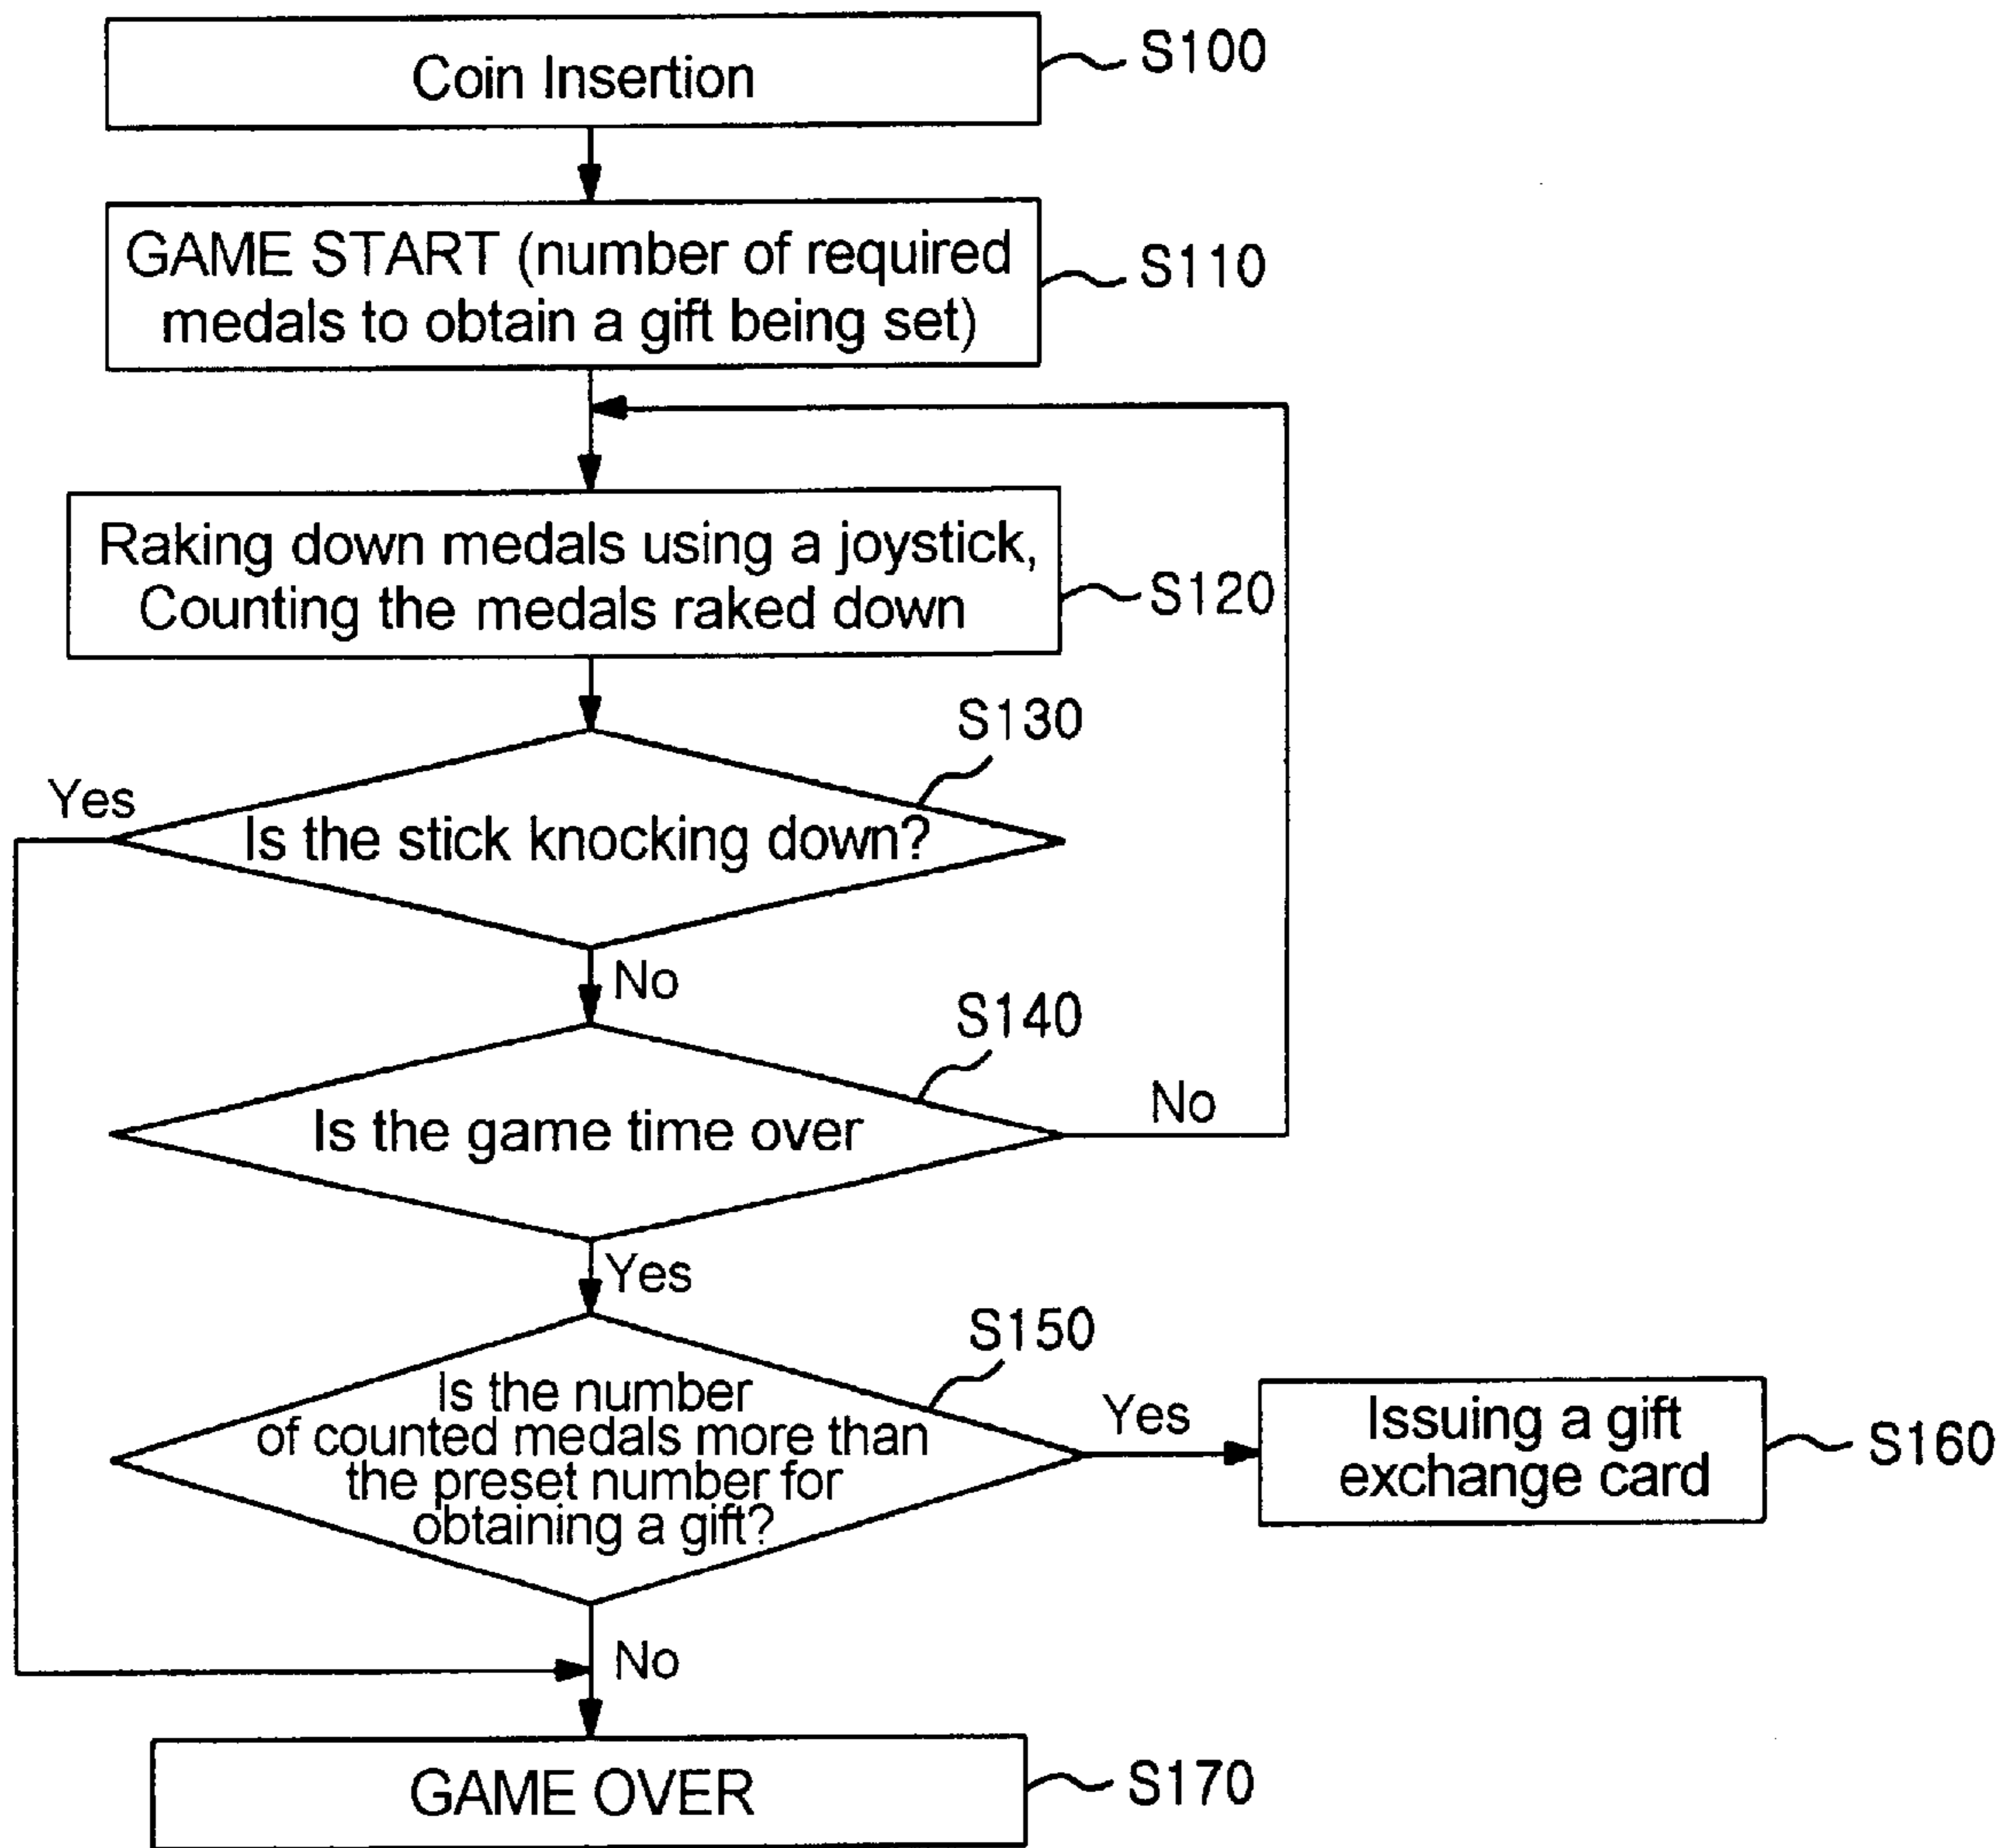 Coin Insertion
S100
GAME START (number of required
medals to obtain a gift being set)
S110
Raking down medals using a joystick,
Counting the medals raked down
S120
S130
Yes
Is the stick knocking down?
No
S140
Is the game time over
No
Yes
S150
Is the number
of counted medals more than
the preset number for
obtaining a gift?
Yes
Issuing a gift
exchange card
S160
No
GAME OVER
S170